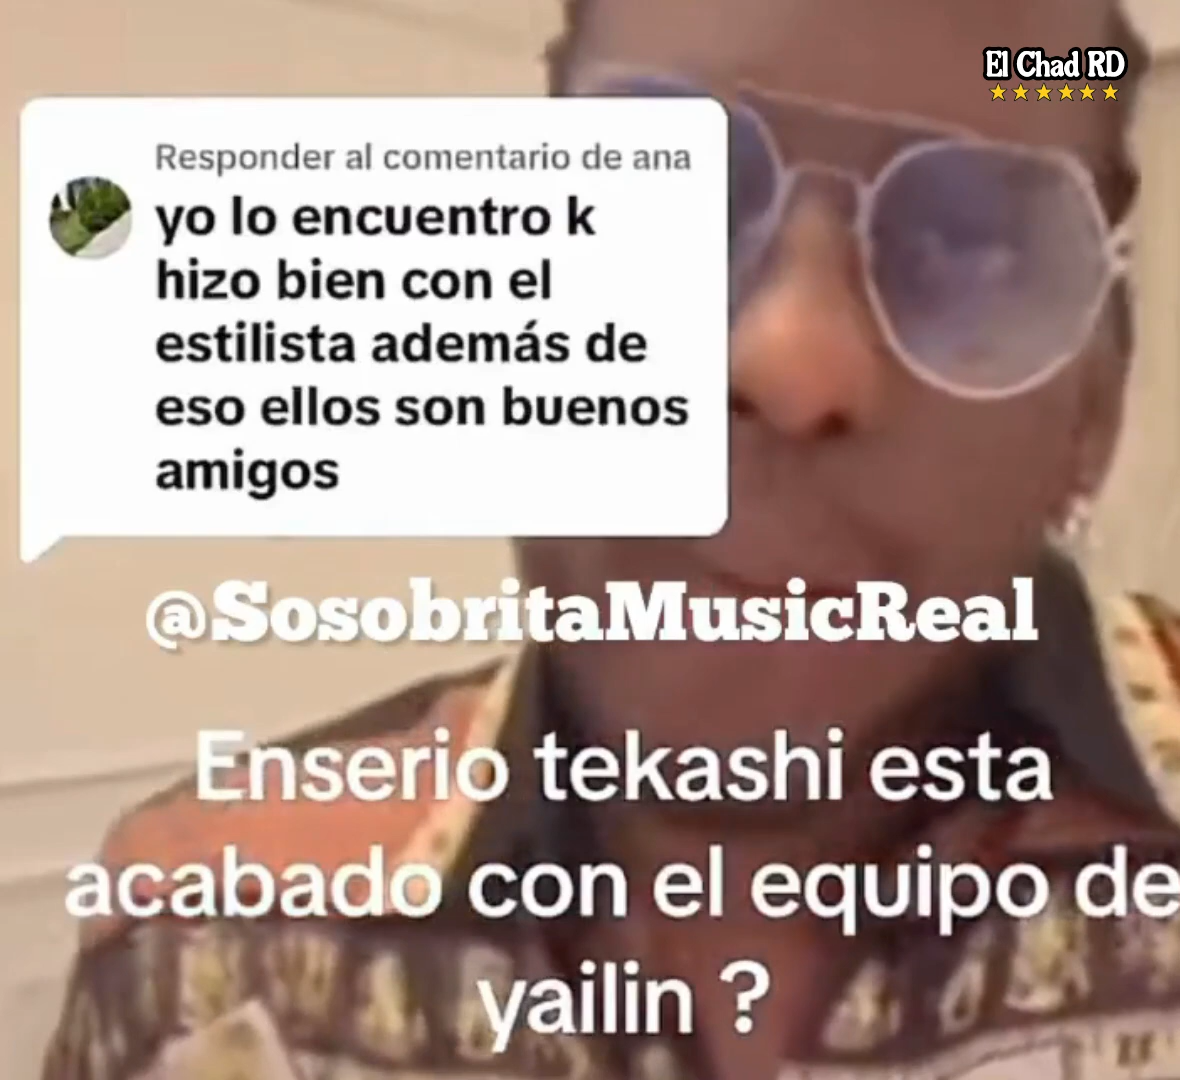 El Chad RD
Responder al comentario de ana
yo lo encuentro k
hizo bien con el
estilista además de
eso ellos son buenos
amigos
@SosobritaMusicReal
Enserio tekashi esta
acabado con el equipo de
yailin ?